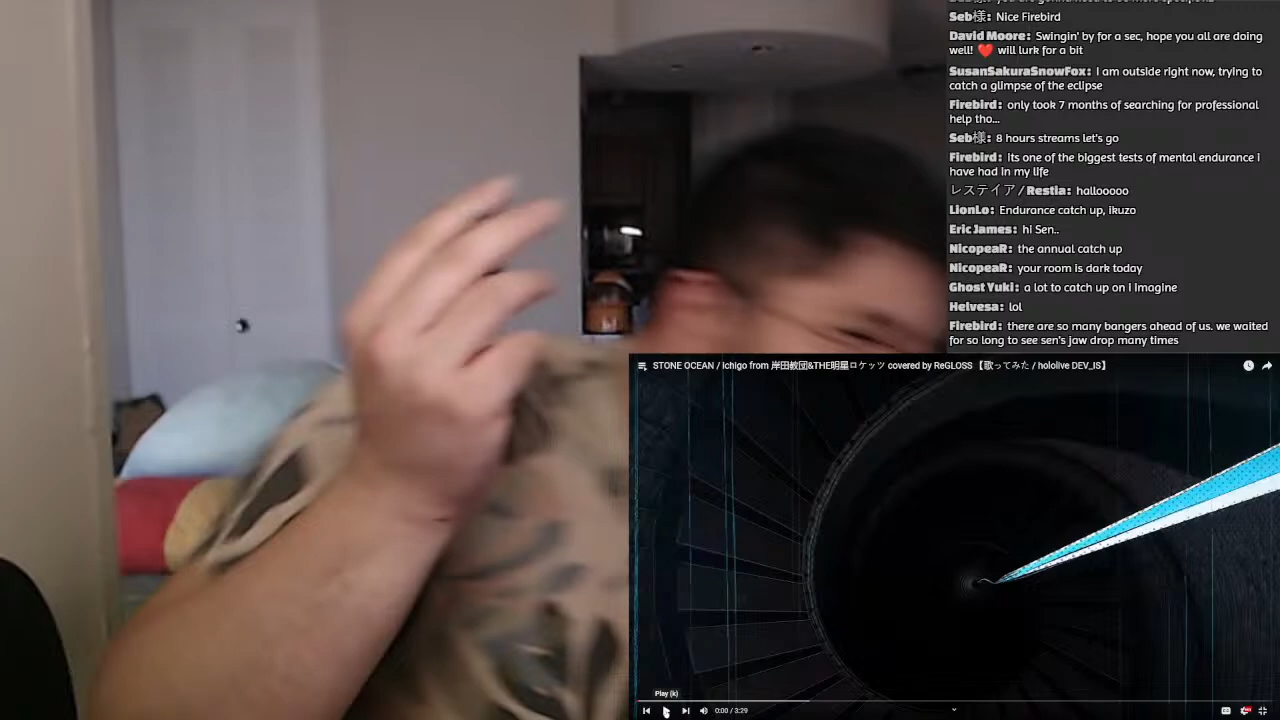 Seb様: Nice Firebird
David Moore: Swingin' by for a sec, hope you all are doing
well! ❤️ will lurk for a bit
SusanSakuraSnowFox: I am outside right now, trying to
catch a glimpse of the eclipse
Firebird: only took 7 months of searching for professional
help tho...
Seb様: 8 hours streams let's go
Firebird: Its one of the biggest tests of mental endurance i
have had in my life
レステイア / Restia: hallooooo
LionLo: Endurance catch up, ikuzo
Eric James: hi Sen..
NicopeaR: the annual catch up
NicopeaR: your room is dark today
Ghost Yuki: a lot to catch up on i imagine
Helvesa: lol
Firebird: there are so many bangers ahead of us. we waited
for so long to see sen's jaw drop many times
STONE OCEAN / ichigo from 岸田教団&THE明星ロケッツ covered by ReGLOSS 【歌ってみた / hololive DEV_IS】
Play (k)
0:00 / 3:29